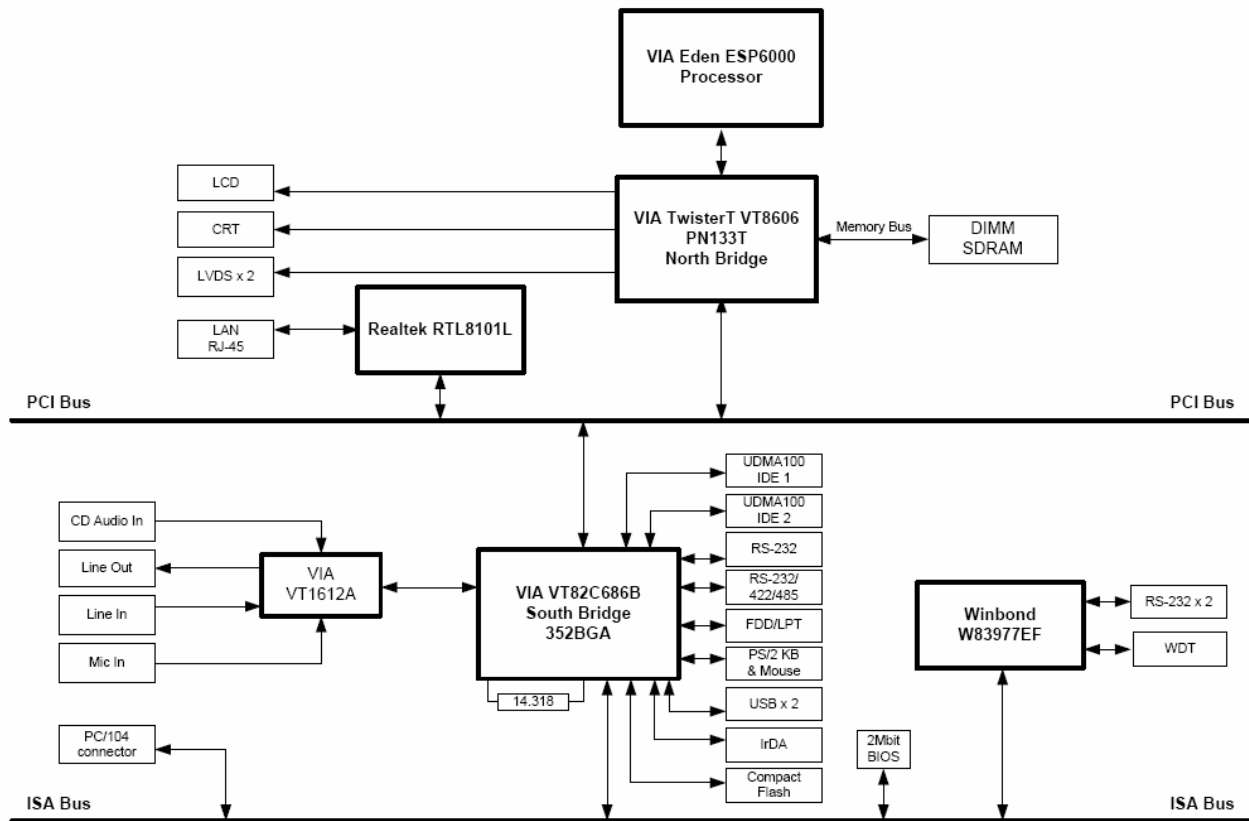 VIA Eden ESP6000
Processor
LCD
CRT
LVDS x 2
LAN
RJ-45
VIA TwisterT VT8606
PN133T
North Bridge
Memory Bus
DIMM
SDRAM
Realtek RTL8101L
PCI Bus
PCI Bus
CD Audio In
Line Out
Line In
Mic In
VIA
VT1612A
VIA VT82C686B
South Bridge
352BGA
14.318
UDMA100
IDE 1
UDMA100
IDE 2
RS-232
RS-232/
422/485
FDD/LPT
PS/2 KB
& Mouse
USB x 2
IrDA
Compact
Flash
Winbond
W83977EF
RS-232 x 2
WDT
PC/104
connector
2Mbit
BIOS
ISA Bus
ISA Bus